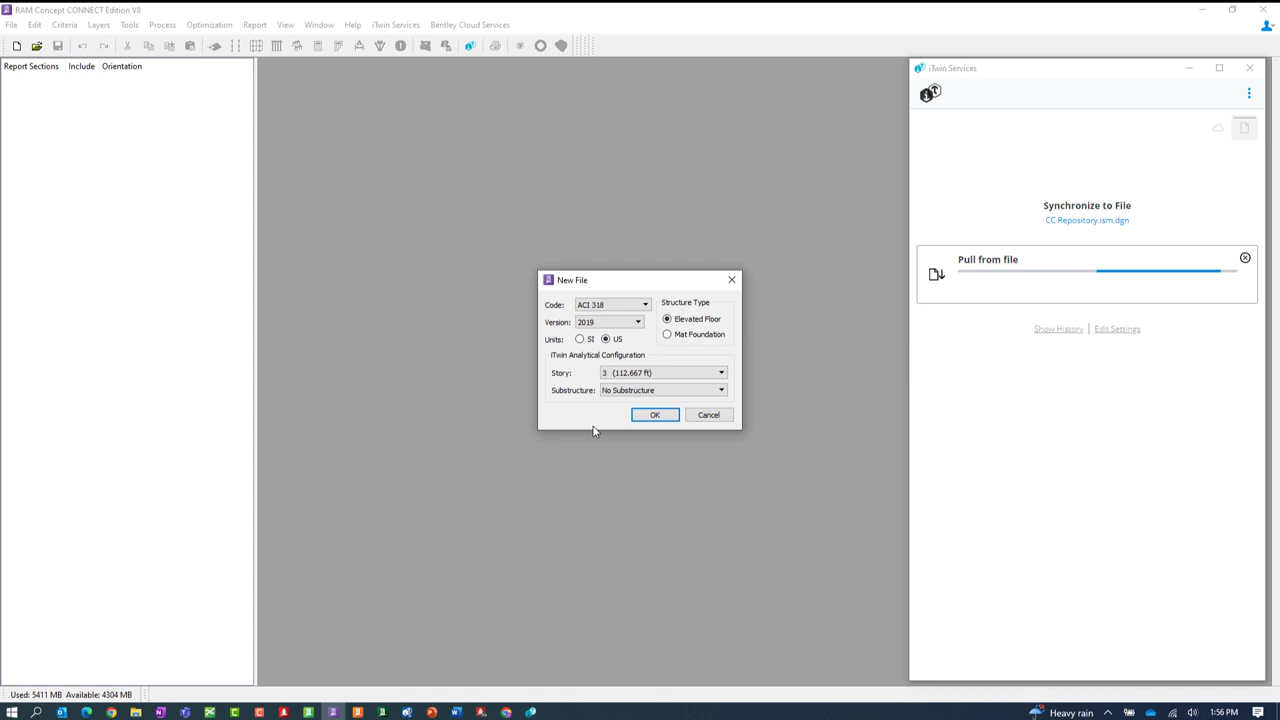 RAM Concept CONNECT Edition V8
File Edit Criteria Layers Tools Process Optimization Report View Window Help iTwin Services Bentley Cloud Services
Report Sections Include Orientation
iTwin Services
Synchronize to File
CC Repository.ism.dgn
Pull from file
Show History | Edit Settings
New File
Code: ACI 318
Version: 2019
Units: SI US
Structure Type
Elevated Floor
Mat Foundation
iTwin Analytical Configuration
Story: 3 (112.667 ft)
Substructure: No Substructure
OK Cancel
Used: 5411 MB Available: 4304 MB
Heavy rain 1:56 PM